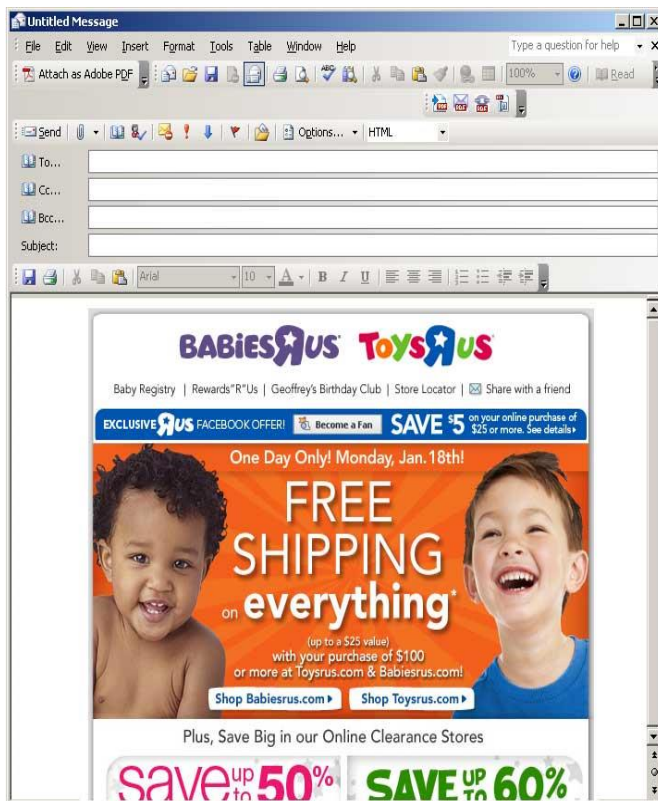 Untitled Message
File Edit View Insert Format Tools Table Window Help Type a question for help
Attach as Adobe PDF 100% Read
Send Options... HTML
To...
Cc...
Bcc...
Subject:
Arial 10 A B I U
BABIESRUS TOYSRUS
Baby Registry | Rewards"R"Us | Geoffrey's Birthday Club | Store Locator | Share with a friend
EXCLUSIVE RUS FACEBOOK OFFER! Become a Fan SAVE $5 on your online purchase of
$25 or more. See details
One Day Only! Monday, Jan.18th!
FREE
SHIPPING
on everything*
(up to a $25 value)
with your purchase of $100
or more at Toysrus.com & Babiesrus.com!
Shop Babiesrus.com Shop Toysrus.com
Plus, Save Big in our Online Clearance Stores
save up to 50% SAVE UP TO 60%